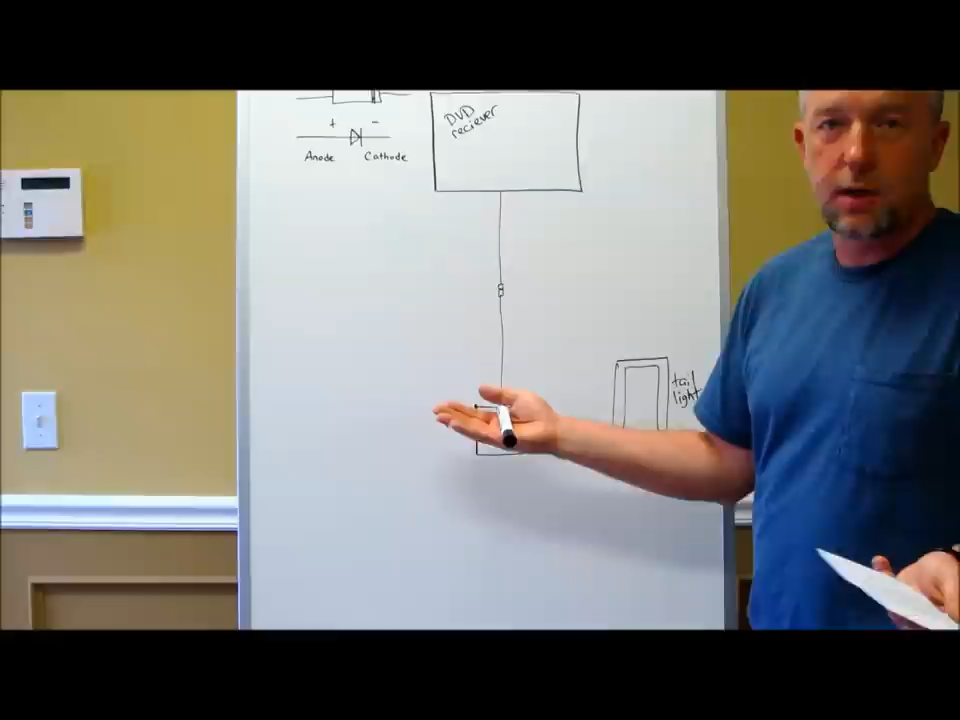 + -
Anode Cathode
DVD
reciever
tail
light